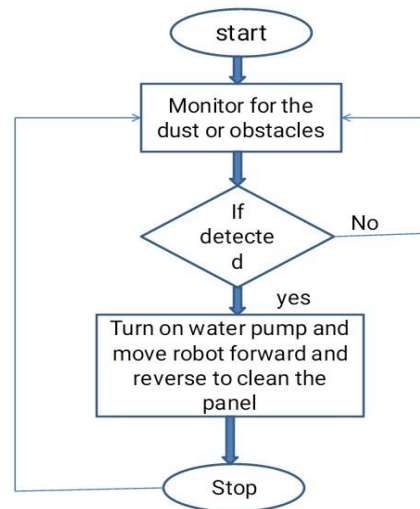 start
Monitor for the
dust or obstacles
If
detecte
d
No
yes
Turn on water pump and
move robot forward and
reverse to clean the
panel
Stop